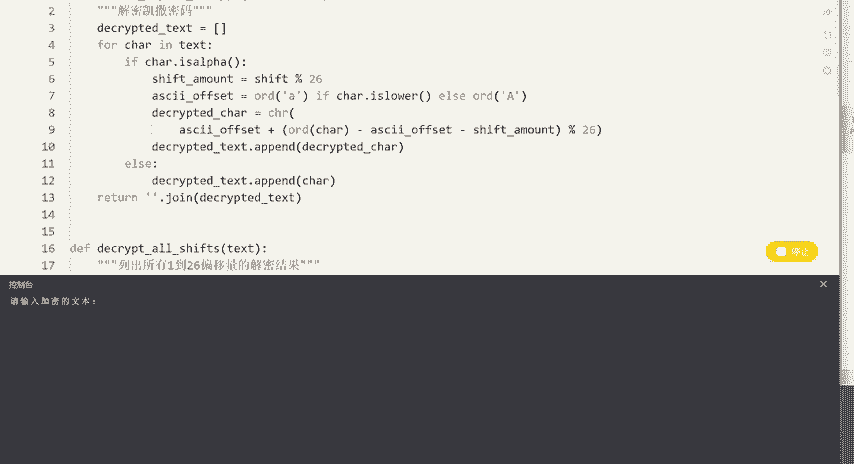 2 """解密凯撒密码"""
3 decrypted_text = []
4 for char in text:
5 if char.isalpha():
6 shift_amount = shift % 26
7 ascii_offset = ord('a') if char.islower() else ord('A')
8 decrypted_char = chr(
9 ascii_offset + (ord(char) - ascii_offset - shift_amount) % 26)
10 decrypted_text.append(decrypted_char)
11 else:
12 decrypted_text.append(char)
13 return ''.join(decrypted_text)
14
15
16 def decrypt_all_shifts(text):
17 """列出所有1到26偏移量的解密结果"""
停止
控制台
请输入加密的文本：